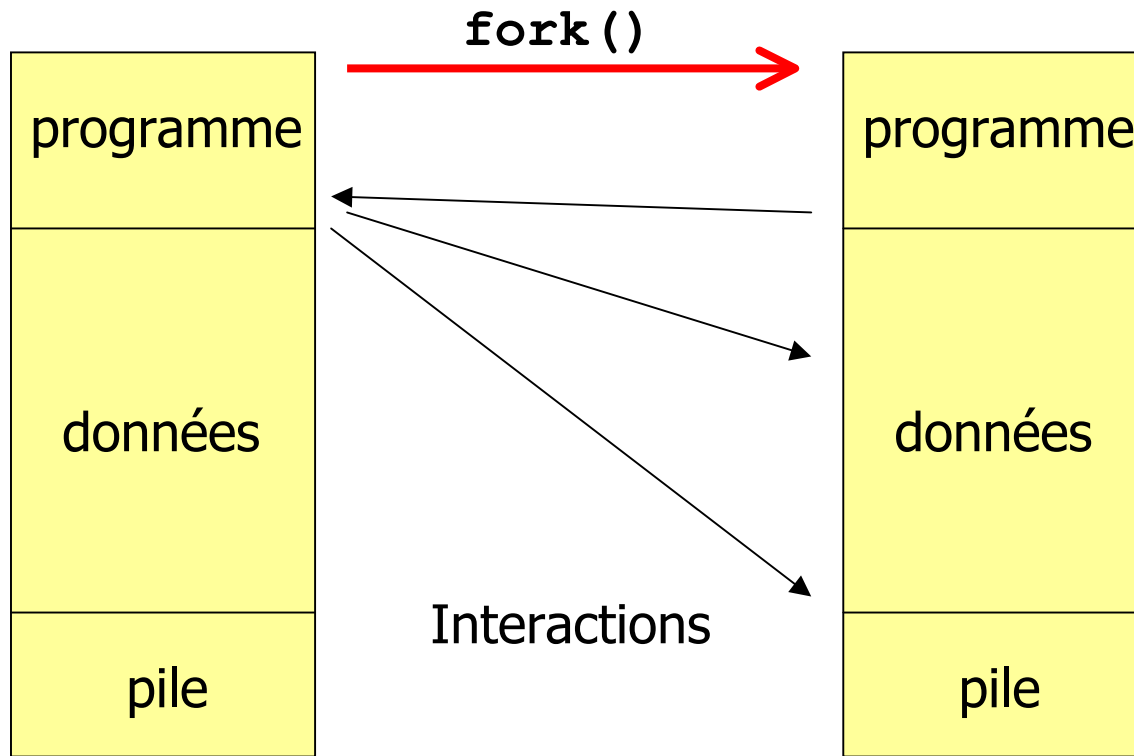 fork()
programme
programme
données
données
Interactions
pile
pile